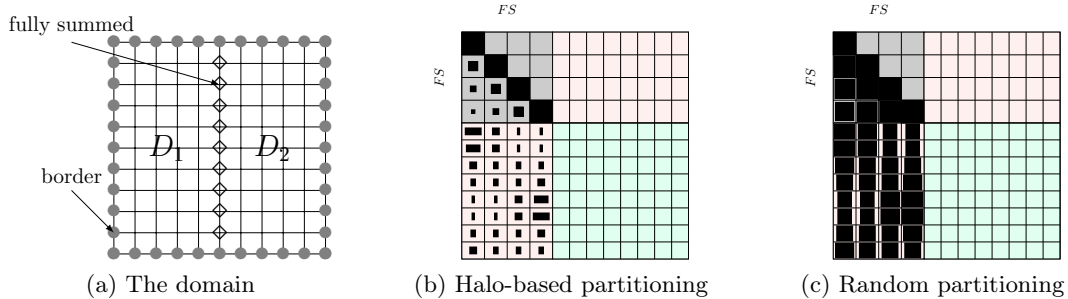 FS
FS
fully summed
FS
FS
D1
D2
border
(a) The domain
(b) Halo-based partitioning
(c) Random partitioning